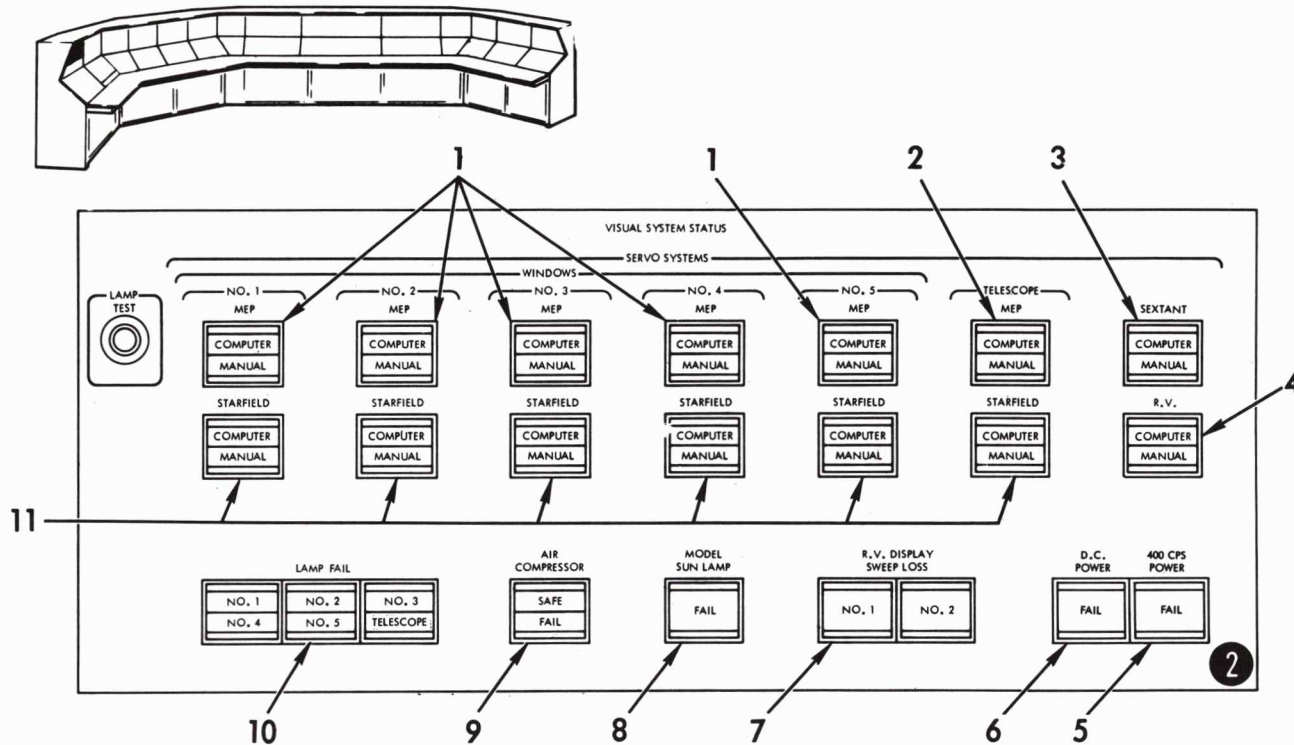 1 1 2 3
VISUAL SYSTEM STATUS
SERVO SYSTEMS
WINDOWS
LAMP TEST
NO. 1 NO. 2 NO. 3 NO. 4 NO. 5 TELESCOPE
MEP MEP MEP MEP MEP MEP SEXTANT
COMPUTER COMPUTER COMPUTER COMPUTER COMPUTER COMPUTER COMPUTER
MANUAL MANUAL MANUAL MANUAL MANUAL MANUAL MANUAL
4
STARFIELD STARFIELD STARFIELD STARFIELD STARFIELD STARFIELD R.V.
COMPUTER COMPUTER COMPUTER COMPUTER COMPUTER COMPUTER COMPUTER
MANUAL MANUAL MANUAL MANUAL MANUAL MANUAL MANUAL
11
LAMP FAIL
NO. 1 NO. 2 NO. 3
NO. 4 NO. 5 TELESCOPE
AIR
COMPRESSOR
SAFE
FAIL
MODEL
SUN LAMP
FAIL
R.V. DISPLAY
SWEEP LOSS
NO. 1 NO. 2
D.C.
POWER
FAIL
400 CPS
POWER
FAIL
2
10 9 8 7 6 5